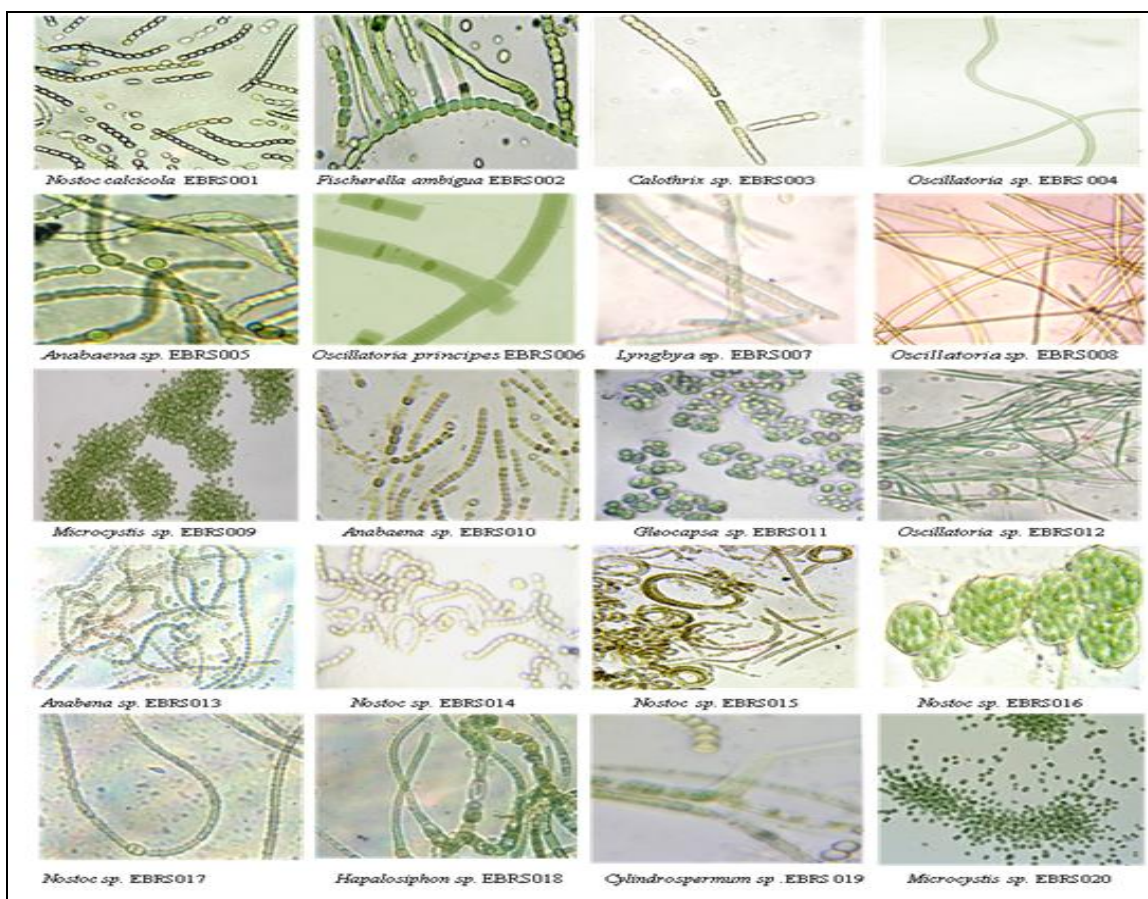 Nostoc calcicola EBRS001
Fischerella ambigua EBRS002
Calothrix sp. EBRS003
Oscillatoria sp. EBRS 004
Anabaena sp. EBRS005
Oscillatoria principes EBRS006
Lyngbya sp. EBRS007
Oscillatoria sp. EBRS008
Microcystis sp. EBRS009
Anabaena sp. EBRS010
Gleocapsa sp. EBRS011
Oscillatoria sp. EBRS012
Anabena sp. EBRS013
Nostoc sp. EBRS014
Nostoc sp. EBRS015
Nostoc sp. EBRS016
Nostoc sp. EBRS017
Hapalosiphon sp. EBRS018
Cylindrospermum sp .EBRS 019
Microcystis sp. EBRS020